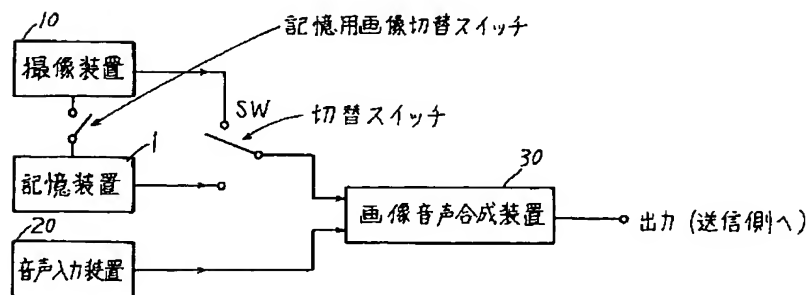 10
撮像装置
記憶用画像切替スイッチ
SW
切替スイッチ
1
記憶装置
30
画像音声合成装置
出力 (送信側へ)
20
音声入力装置